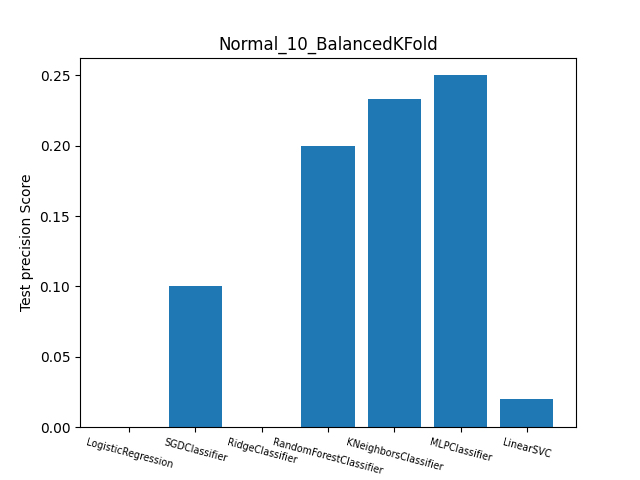 Normal_10_BalancedKFold
Test precision Score
0.25
0.20
0.15
0.10
0.05
0.00
LogisticRegression
SGDClassifier
RidgeClassifier
RandomForestClassifier
KNeighborsClassifier
MLPClassifier
LinearSVC